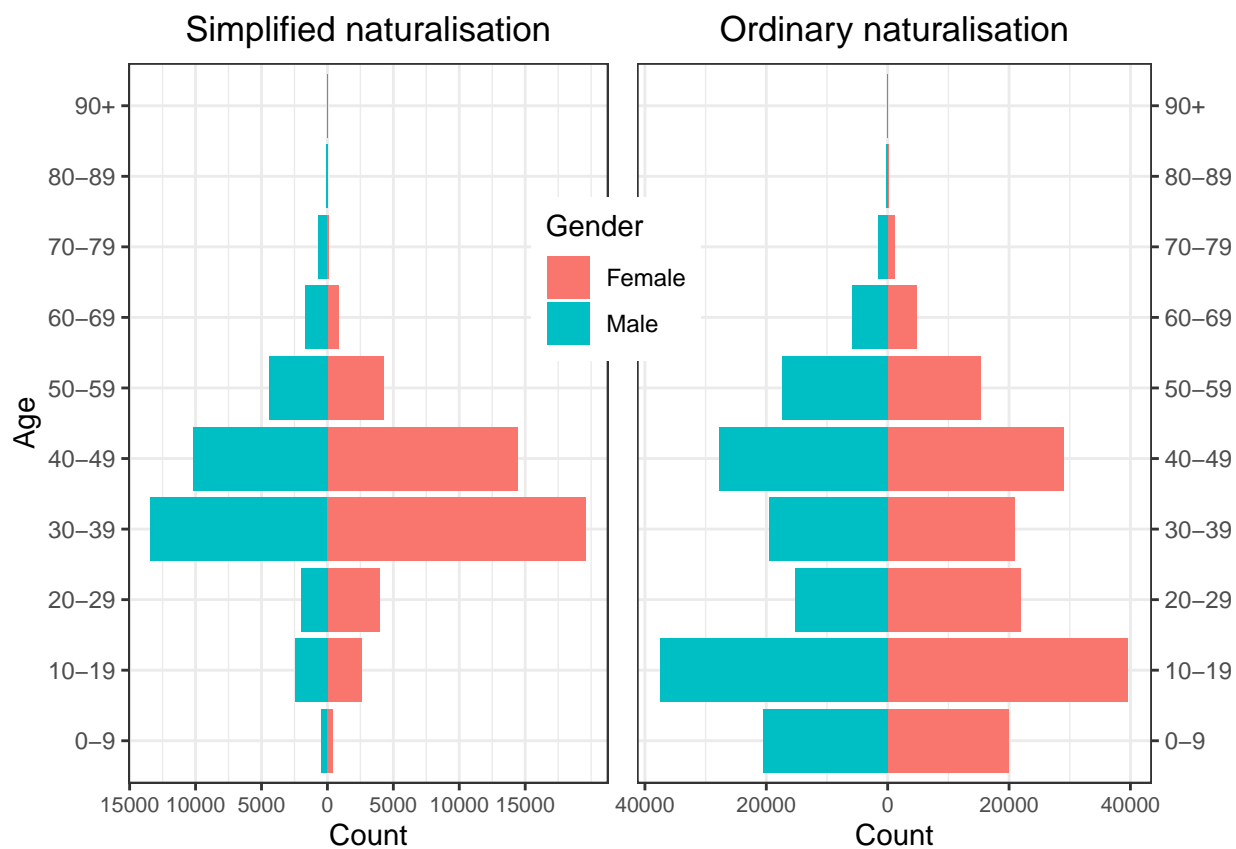 Simplified naturalisation
Ordinary naturalisation
Age
90+
80−89
70−79
60−69
50−59
40−49
30−39
20−29
10−19
0−9
15000 10000 5000 0 5000 10000 15000
Count
Gender
Female
Male
90+
80−89
70−79
60−69
50−59
40−49
30−39
20−29
10−19
0−9
40000 20000 0 20000 40000
Count